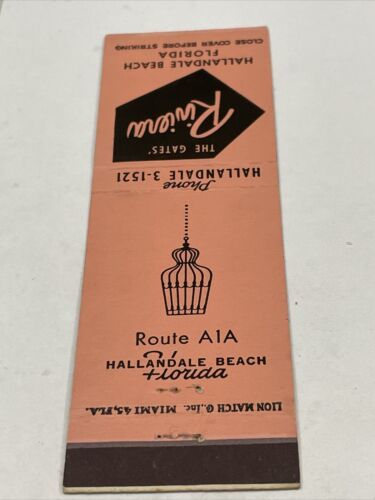 CLOSE COVER BEFORE STRIKING
HALLANDALE BEACH
FLORIDA
THE GATES'
Riviera
Phone
HALLANDALE 3-1521
Route A1A
HALLANDALE BEACH
Florida
LION MATCH Co., Inc. MIAMI 45, FLA.